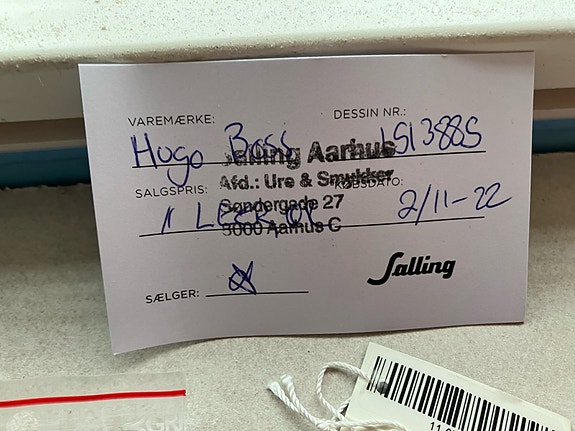 VAREMÆRKE: DESSIN NR.:
Hugo Boss 1513885
Salling Aarhus
SALGSPRIS: Afd.: Ure & Smykker KØBSDATO:
Søndergade 27
2/11-22
8000 Aarhus C
SÆLGER:
Salling